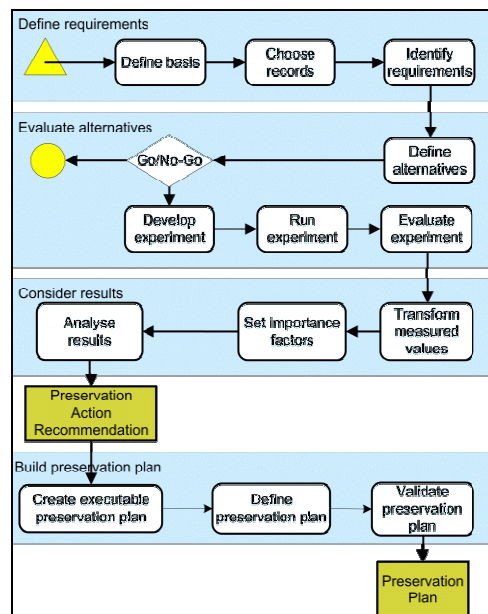 Define requirements
Define basis
Choose
records
Identify
requirements
Evaluate alternatives
Go/No-Go
Define
alternatives
Develop
experiment
Run
experiment
Evaluate
experiment
Consider results
Analyse
results
Set importance
factors
Transform
measured
values
Preservation
Action
Recommendation
Build preservation plan
Create executable
preservation plan
Define
preservation plan
Validate
preservation
plan
Preservation
Plan